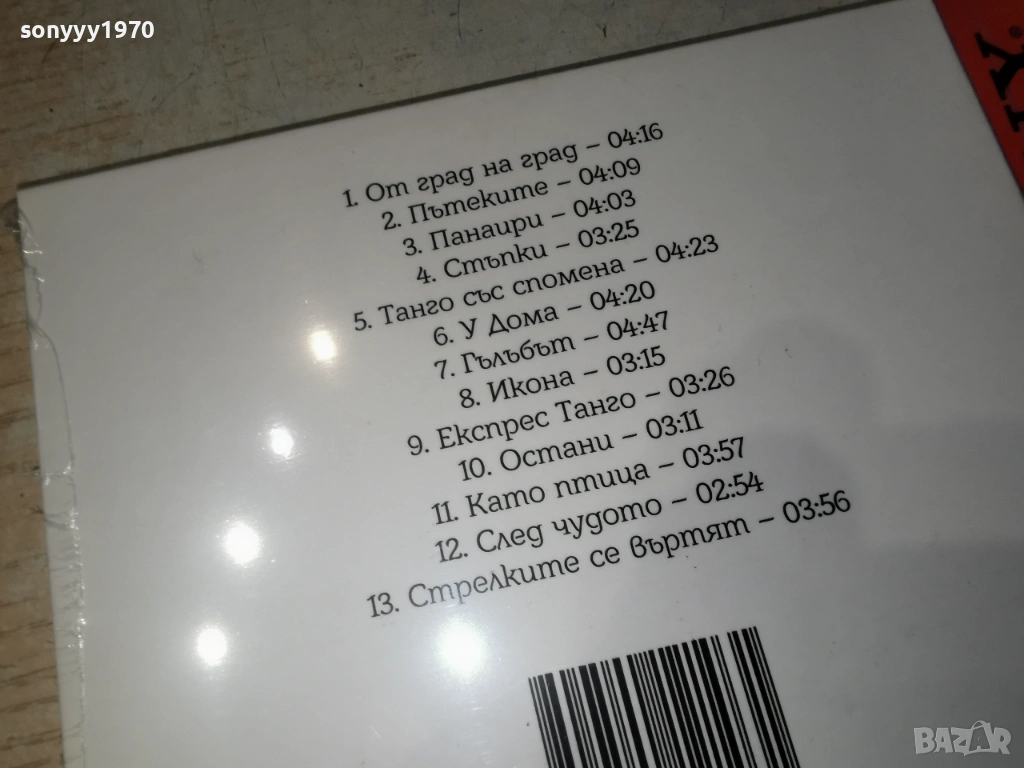 sonyyy1970
1. От град на град – 04:16
2. Пътеките – 04:09
3. Панаири – 04:03
4. Стъпки – 03:25
5. Танго със спомена – 04:23
6. У Дома – 04:20
7. Гълъбът – 04:47
8. Икона – 03:15
9. Експрес Танго – 03:26
10. Остани – 03:11
11. Като птица – 03:57
12. След чудото – 02:54
13. Стрелките се въртят – 03:56
BAZAR